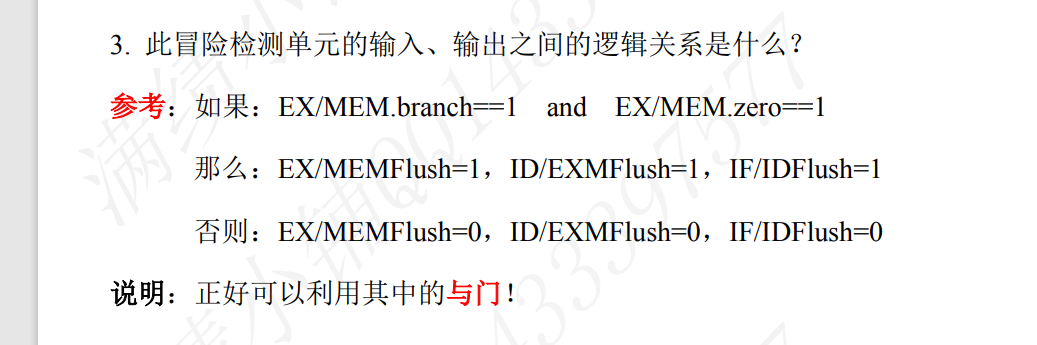 3. 此冒险检测单元的输入、输出之间的逻辑关系是什么？
参考：如果：EX/MEM.branch==1 and EX/MEM.zero==1
那么：EX/MEMFlush=1，ID/EXMFlush=1，IF/IDFlush=1
否则：EX/MEMFlush=0，ID/EXMFlush=0，IF/IDFlush=0
说明：正好可以利用其中的与门！